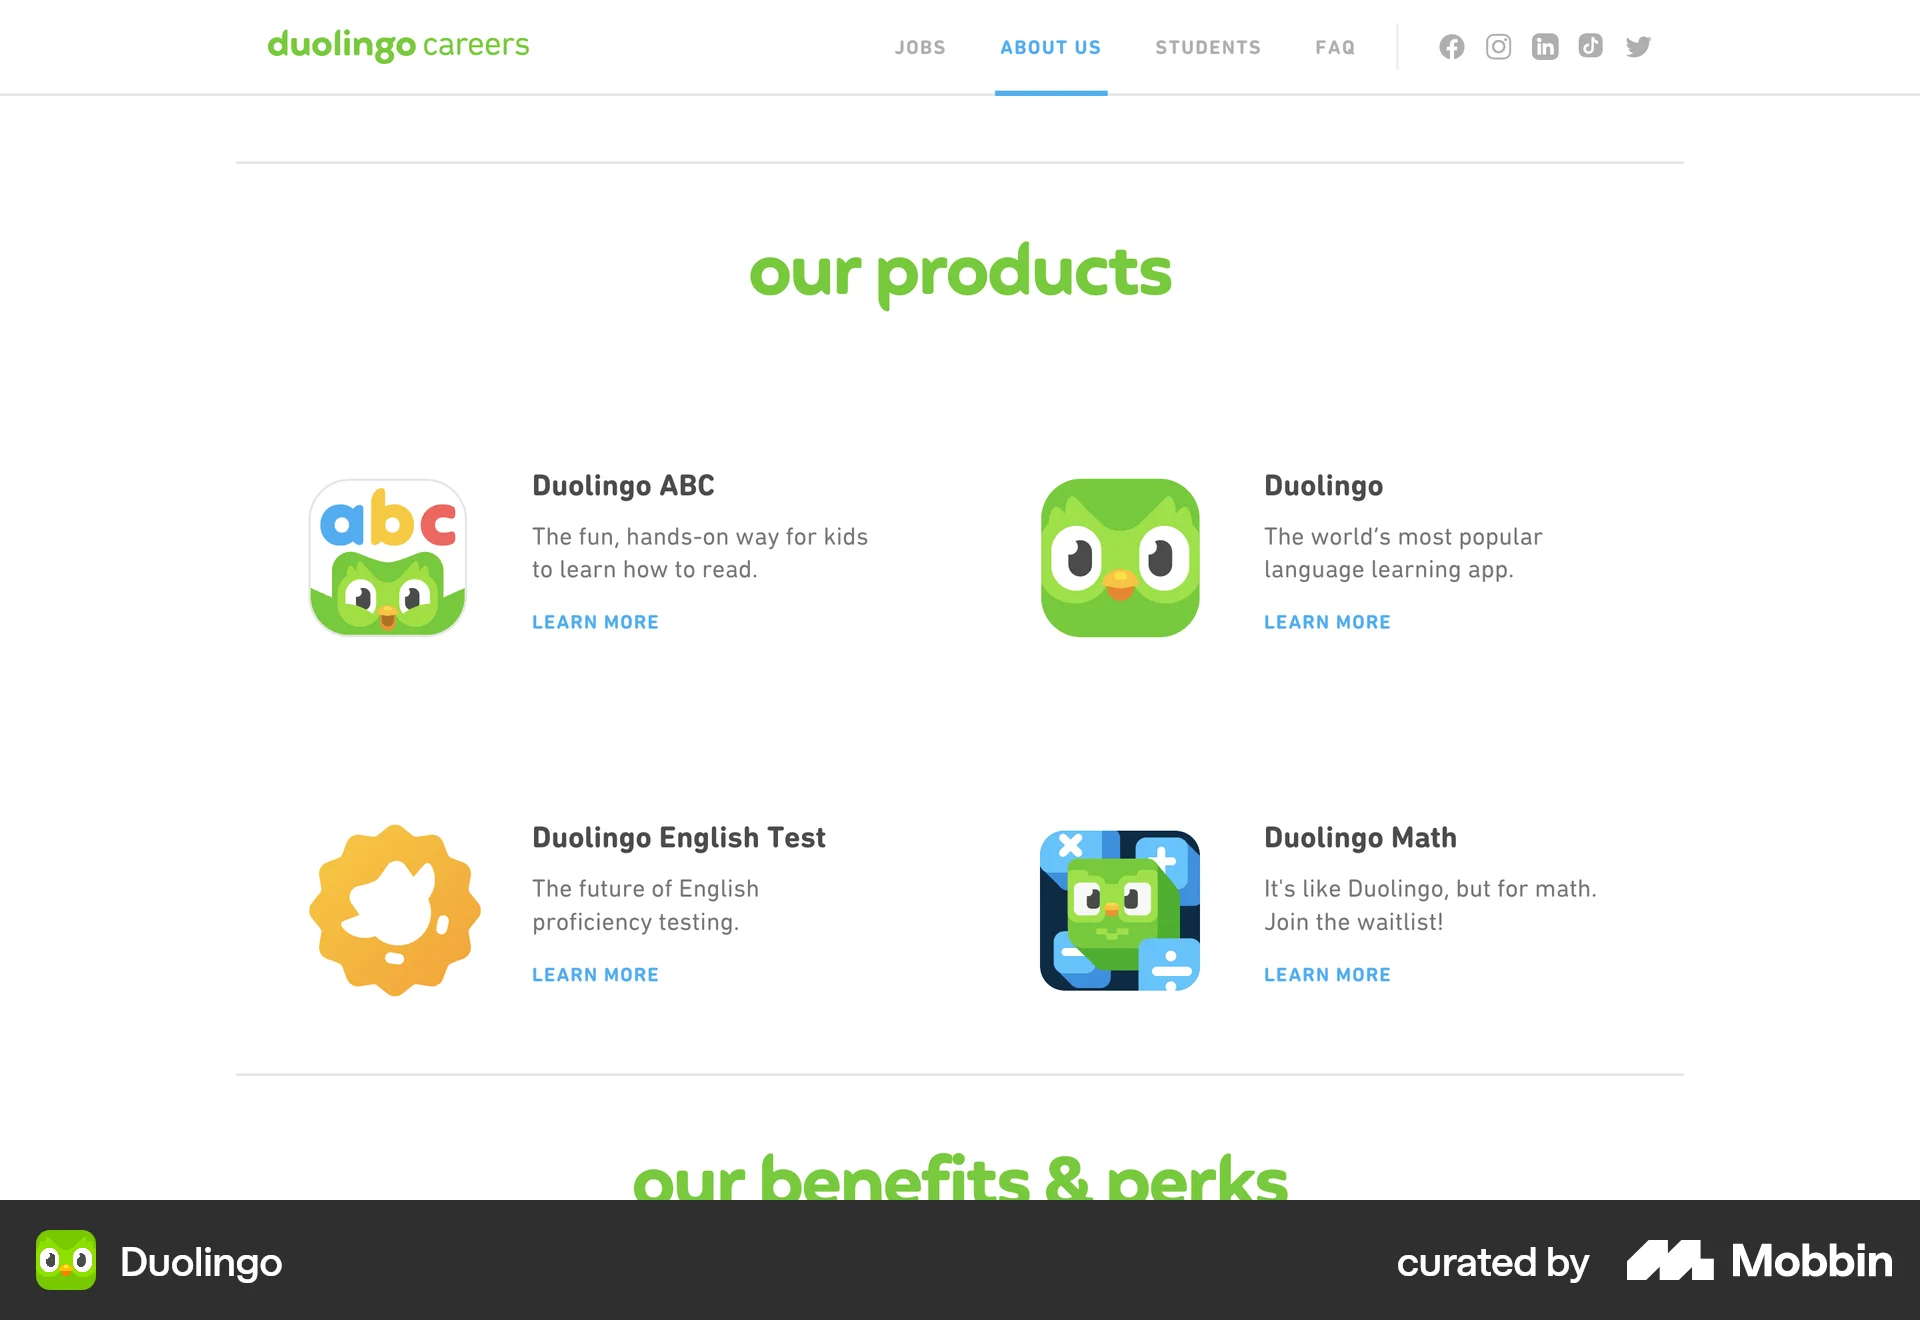 duolingo careers
JOBS
ABOUT US
STUDENTS
FAQ
our products
abc
Duolingo ABC
The fun, hands-on way for kids
to learn how to read.
LEARN MORE
Duolingo
The world’s most popular
language learning app.
LEARN MORE
Duolingo English Test
The future of English
proficiency testing.
LEARN MORE
Duolingo Math
It's like Duolingo, but for math.
Join the waitlist!
LEARN MORE
our benefits & perks
Duolingo
curated by Mobbin